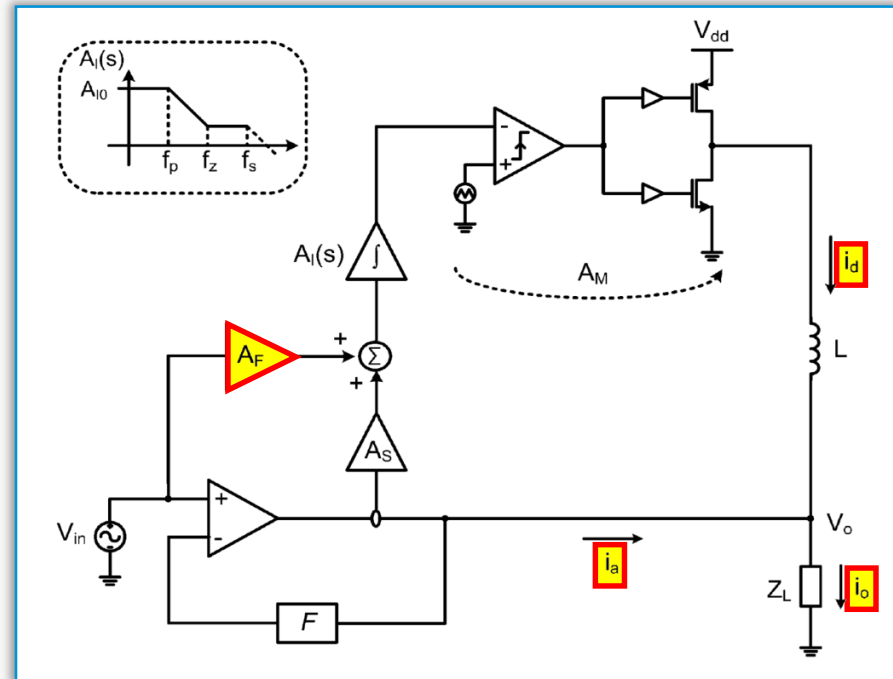 A_I(s)
A_I0
f_p
f_z
f_s
V_dd
-
+
A_I(s)
∫
A_M
i_d
L
A_F
+
Σ
+
A_S
V_in
+
-
V_o
i_a
Z_L
i_o
F